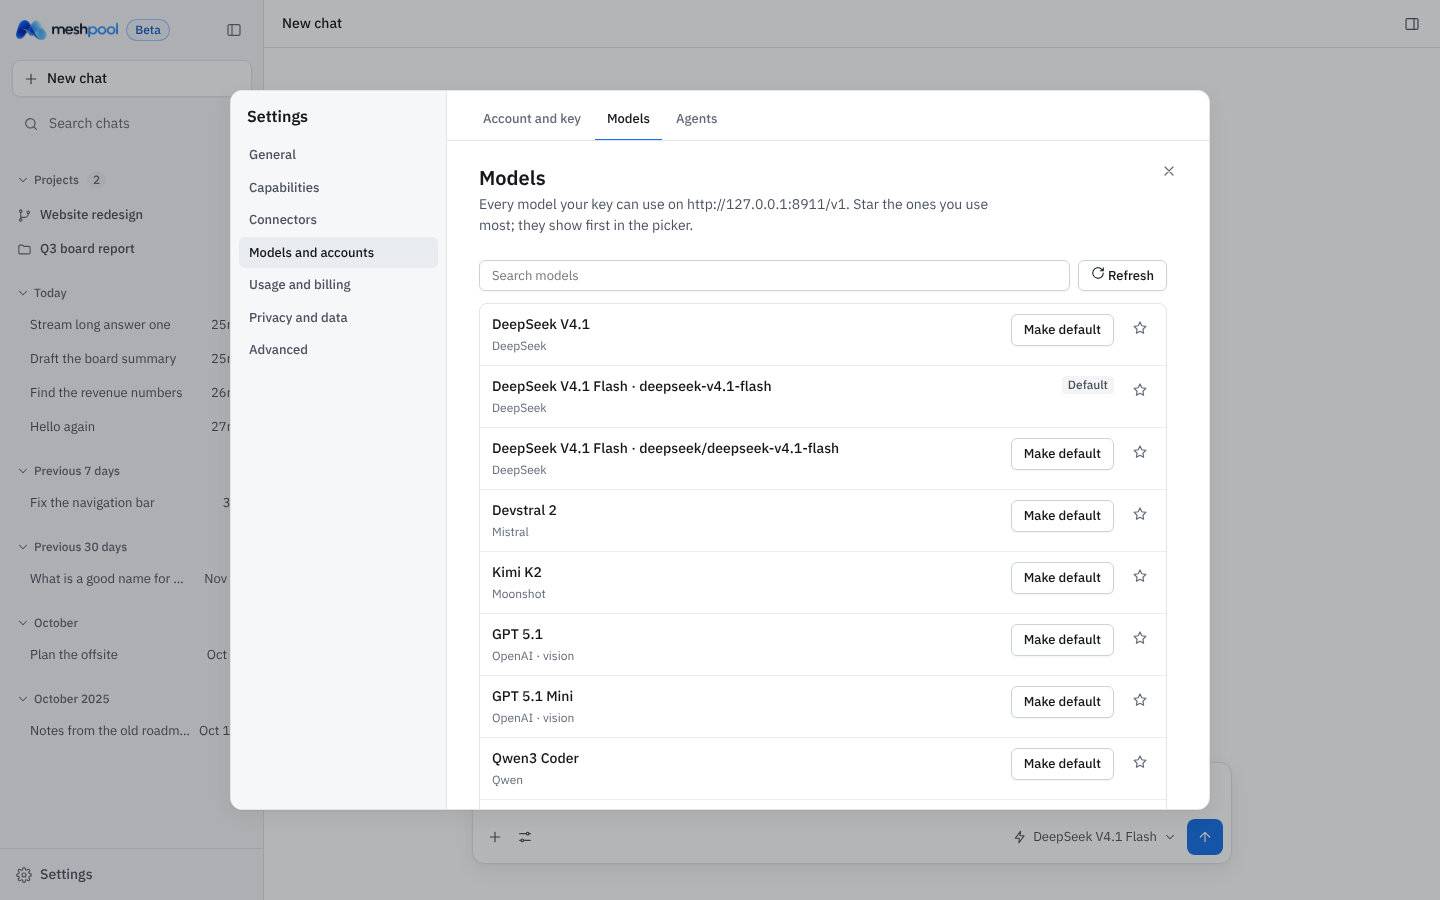 meshpool Beta
New chat
Search chats
Projects 2
Website redesign
Q3 board report
Today
Stream long answer one
Draft the board summary
Find the revenue numbers
Hello again
Previous 7 days
Fix the navigation bar
Previous 30 days
What is a good name for ... Nov
October
Plan the offsite Oct
October 2025
Notes from the old roadm... Oct
Settings
New chat
Settings
General
Capabilities
Connectors
Models and accounts
Usage and billing
Privacy and data
Advanced
Account and key Models Agents
Models
Every model your key can use on http://127.0.0.1:8911/v1. Star the ones you use
most; they show first in the picker.
Search models Refresh
DeepSeek V4.1 Make default
DeepSeek
DeepSeek V4.1 Flash · deepseek-v4.1-flash Default
DeepSeek
DeepSeek V4.1 Flash · deepseek/deepseek-v4.1-flash Make default
DeepSeek
Devstral 2 Make default
Mistral
Kimi K2 Make default
Moonshot
GPT 5.1 Make default
OpenAI · vision
GPT 5.1 Mini Make default
OpenAI · vision
Qwen3 Coder Make default
Qwen
DeepSeek V4.1 Flash